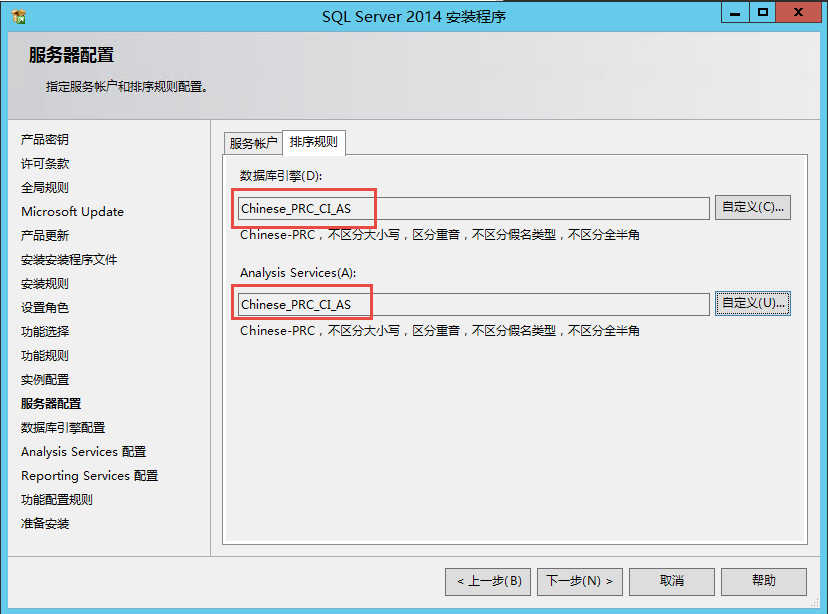 SQL Server 2014 安装程序
服务器配置
指定服务帐户和排序规则配置。
产品密钥
许可条款
全局规则
Microsoft Update
产品更新
安装安装程序文件
安装规则
设置角色
功能选择
功能规则
实例配置
服务器配置
数据库引擎配置
Analysis Services 配置
Reporting Services 配置
功能配置规则
准备安装
服务帐户 排序规则
数据库引擎(D):
Chinese_PRC_CI_AS 自定义(C)...
Chinese-PRC，不区分大小写，区分重音，不区分假名类型，不区分全半角
Analysis Services(A):
Chinese_PRC_CI_AS 自定义(U)...
Chinese-PRC，不区分大小写，区分重音，不区分假名类型，不区分全半角
< 上一步(B) 下一步(N) > 取消 帮助